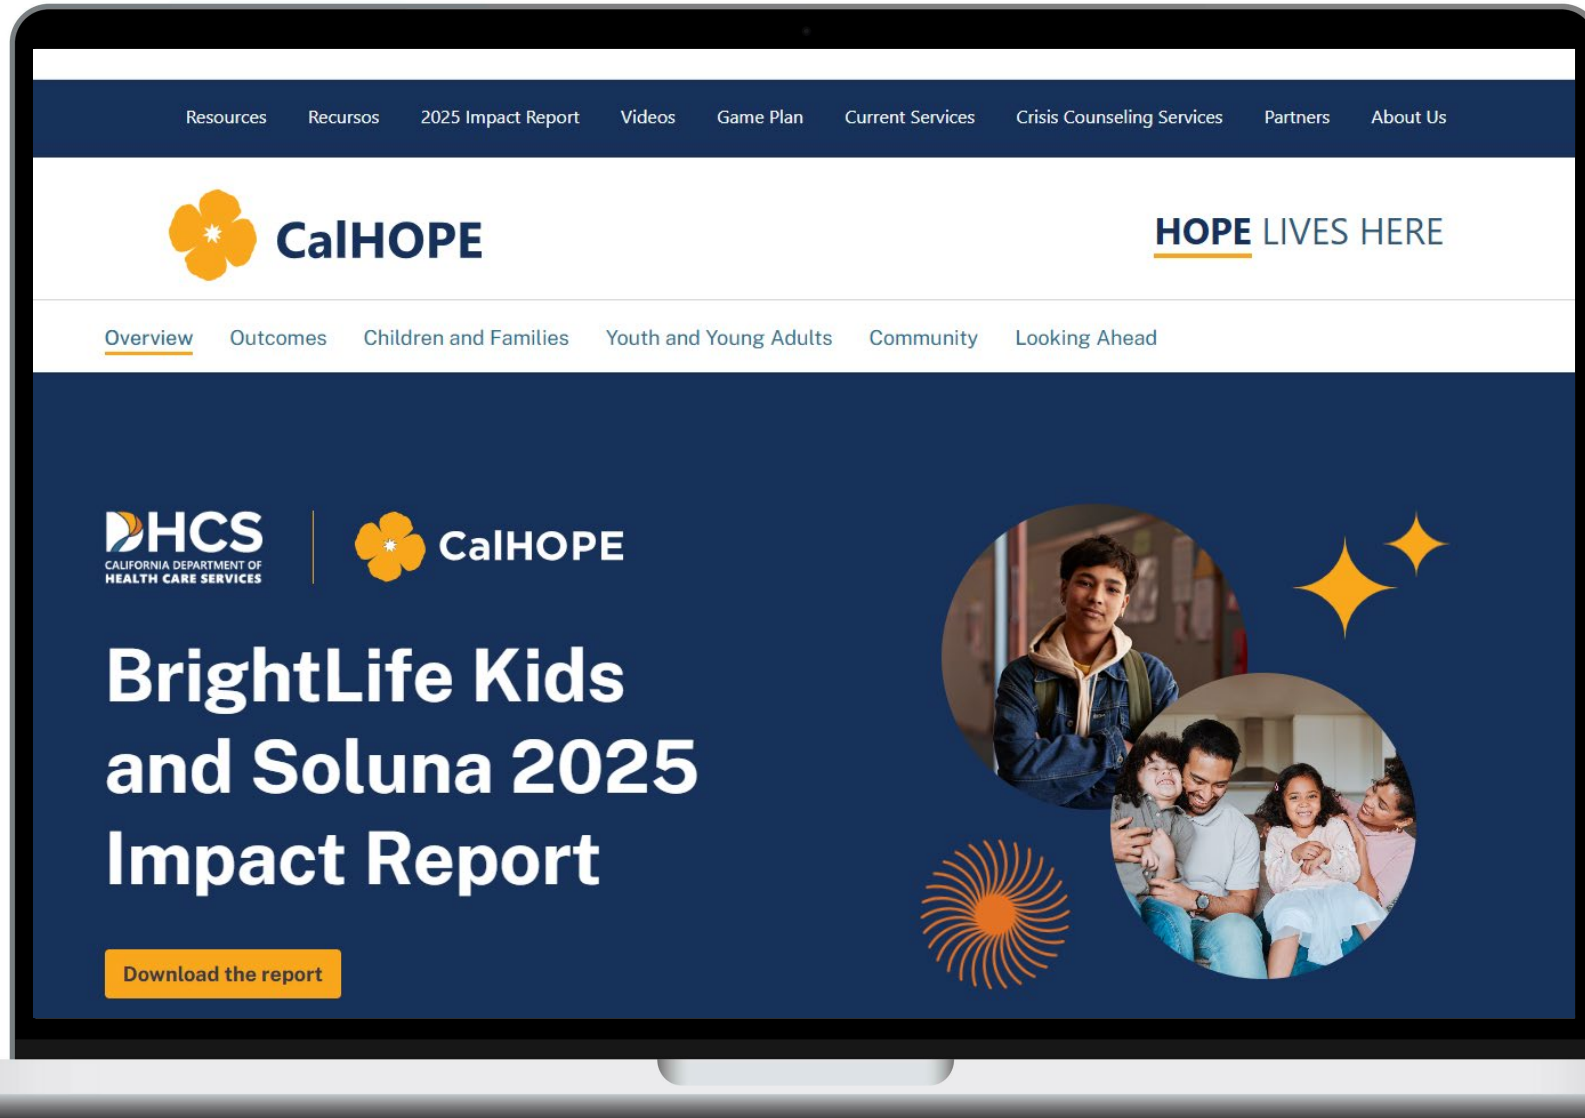 Resources Recursos 2025 Impact Report Videos Game Plan Current Services Crisis Counseling Services Partners About Us
CalHOPE
HOPE LIVES HERE
Overview Outcomes Children and Families Youth and Young Adults Community Looking Ahead
DHCS
CALIFORNIA DEPARTMENT OF
HEALTH CARE SERVICES
CalHOPE
BrightLife Kids
and Soluna 2025
Impact Report
Download the report